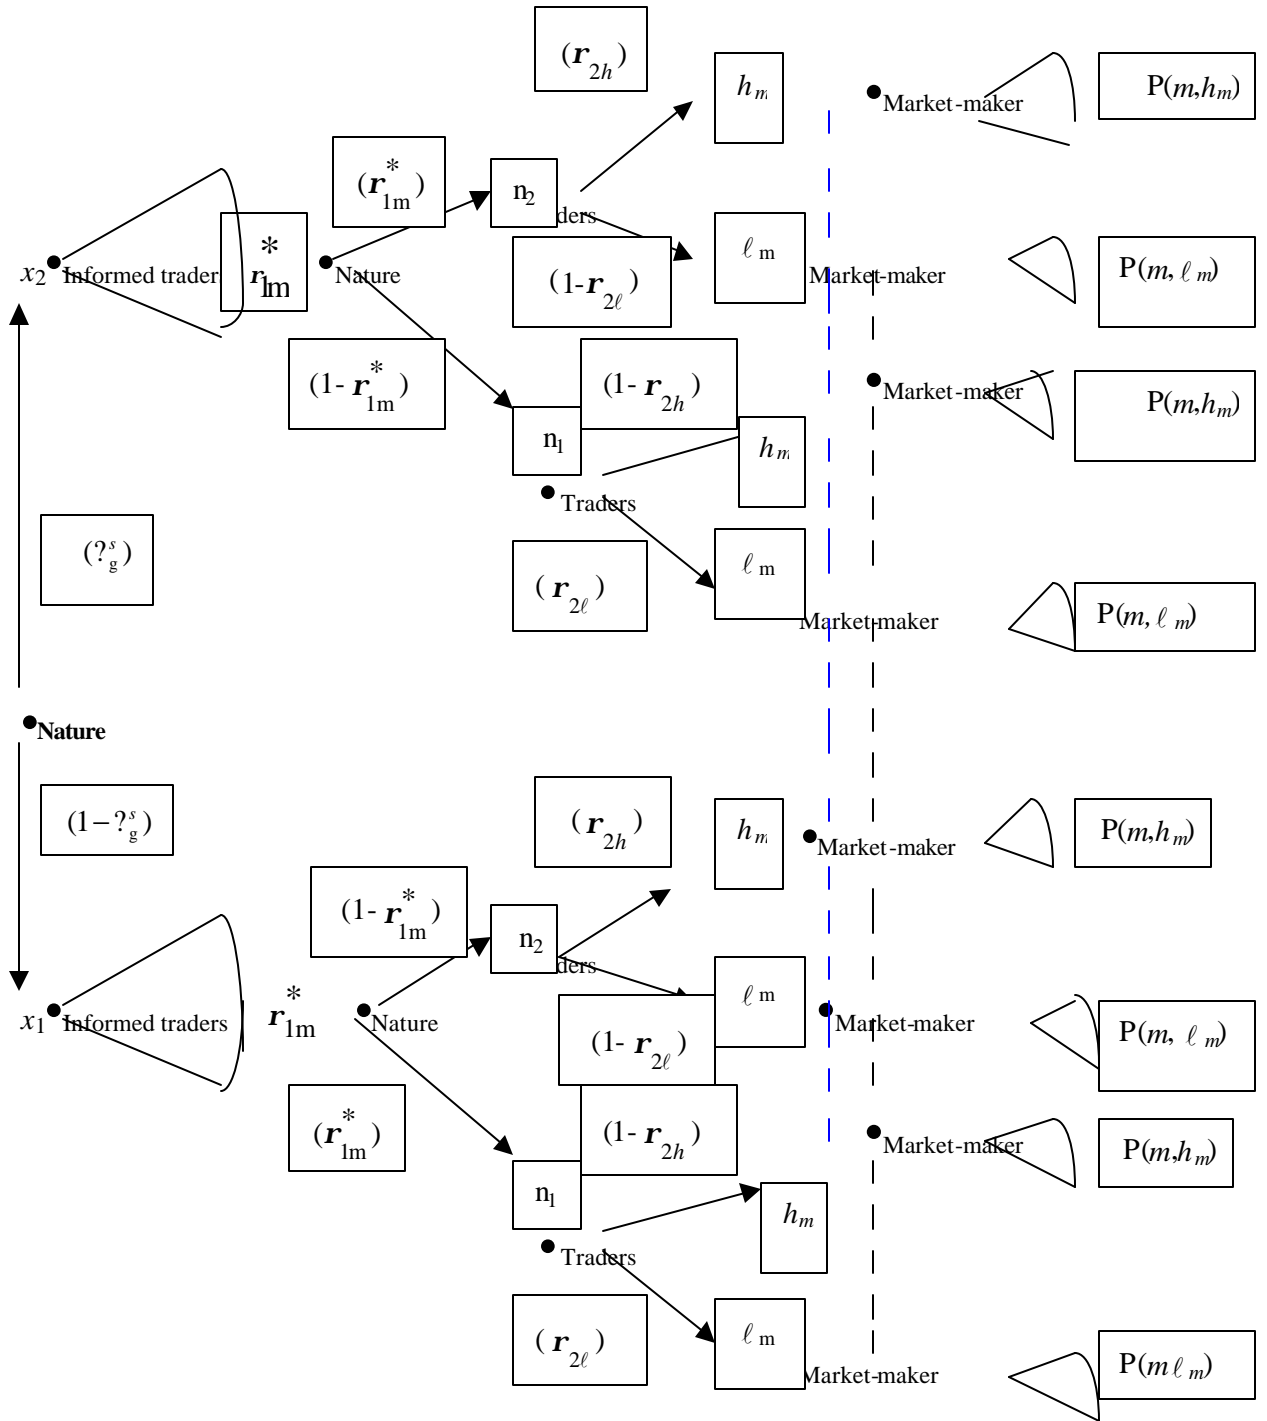 (r2h)
hm
Market-maker
P(m,hm)
(r*1m)
n2
ders
ℓ m
(1-r2ℓ)
Market-maker
P(m, ℓ m)
x2
Informed trader
r*1m
Nature
(1- r*1m)
(1- r2h)
Market-maker
P(m,hm)
n1
hm
Traders
(?sg)
(r2ℓ)
ℓ m
Market-maker
P(m, ℓ m)
Nature
(1−?sg)
(r2h)
hm
Market-maker
P(m,hm)
(1- r*1m)
n2
ders
ℓ m
x1
Informed traders
r*1m
Nature
(1- r2ℓ)
Market-maker
P(m, ℓ m)
(r*1m)
(1- r2h)
Market-maker
P(m,hm)
n1
hm
Traders
(r2ℓ)
ℓ m
Market-maker
P(mℓ m)